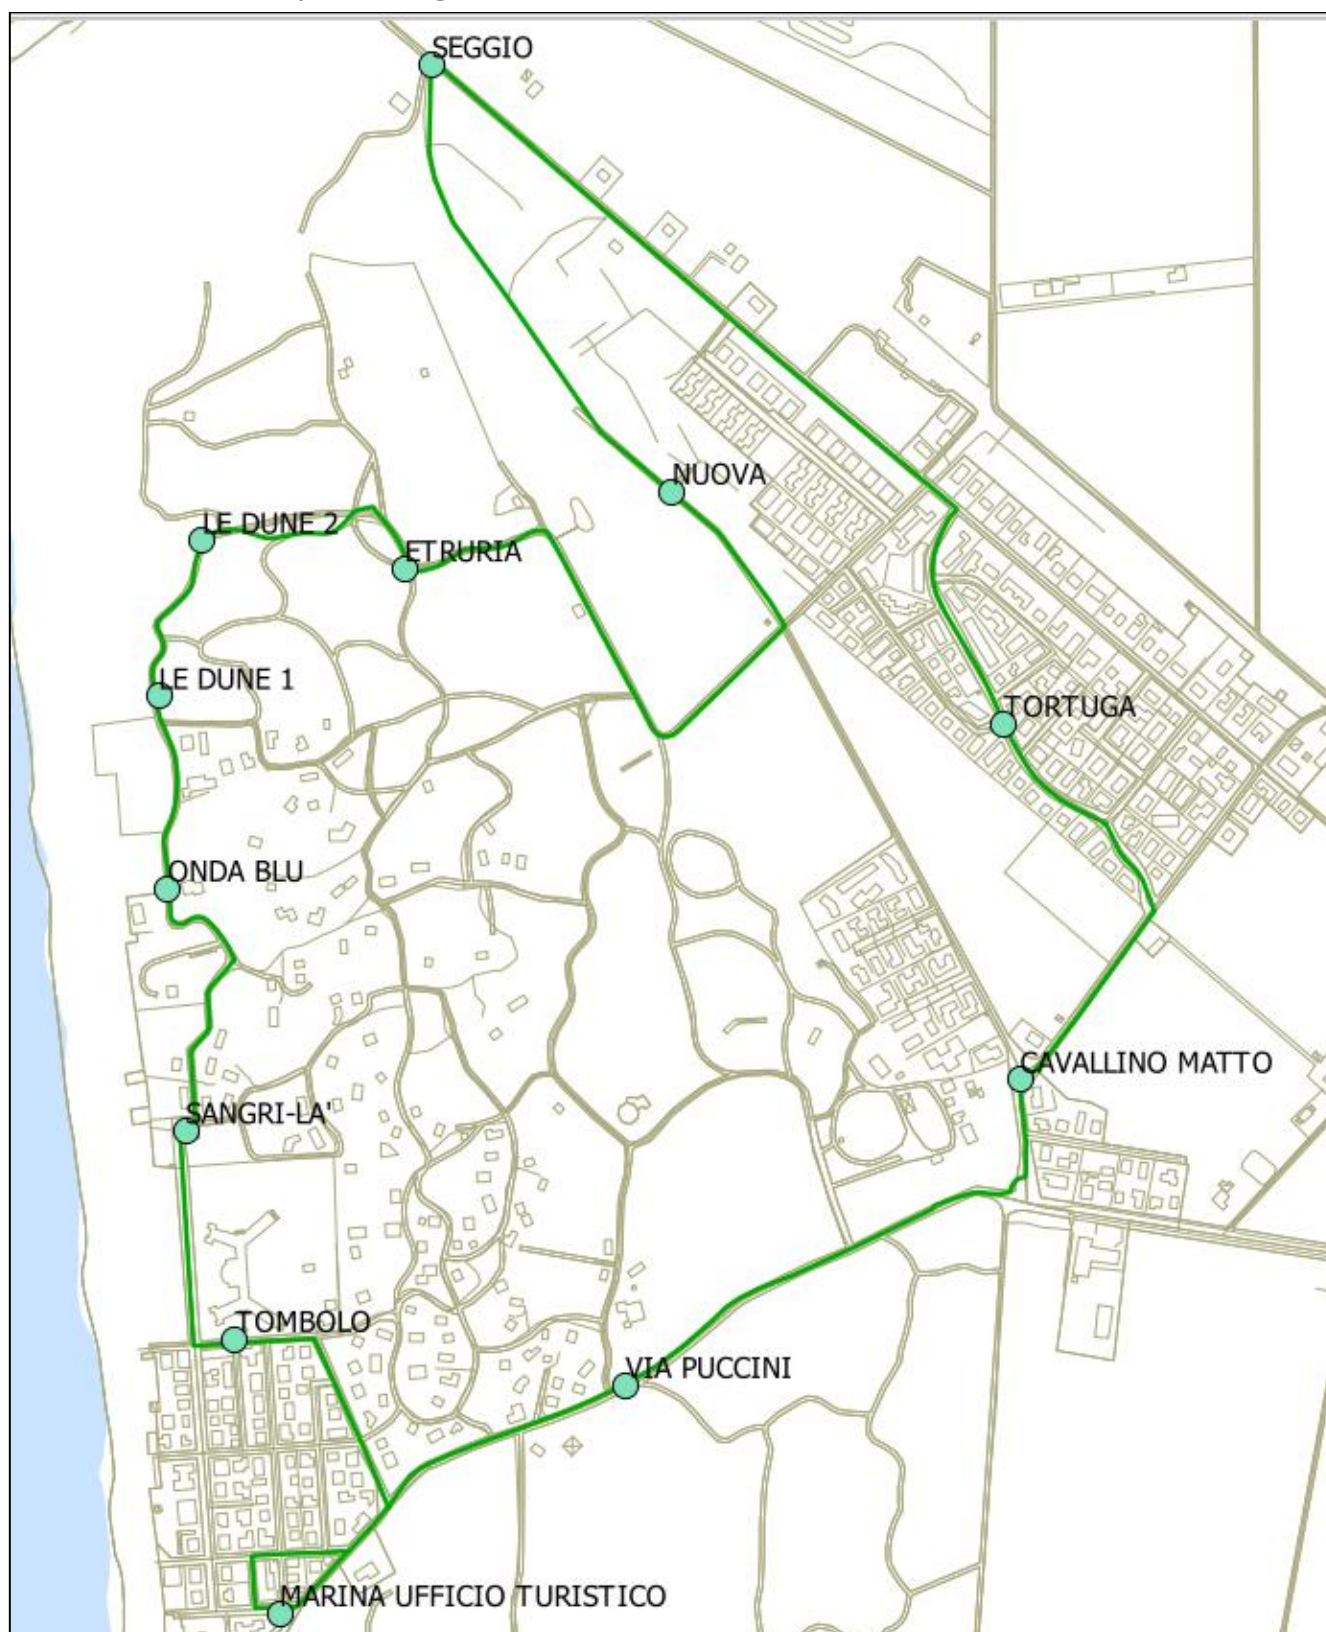 SEGGIO
NUOVA
LE DUNE 2
ETRURIA
LE DUNE 1
TORTUGA
ONDA BLU
CAVALLINO MATTO
SANGRI-LA'
TOMBOLO
VIA PUCCINI
MARINA UFFICIO TURISTICO